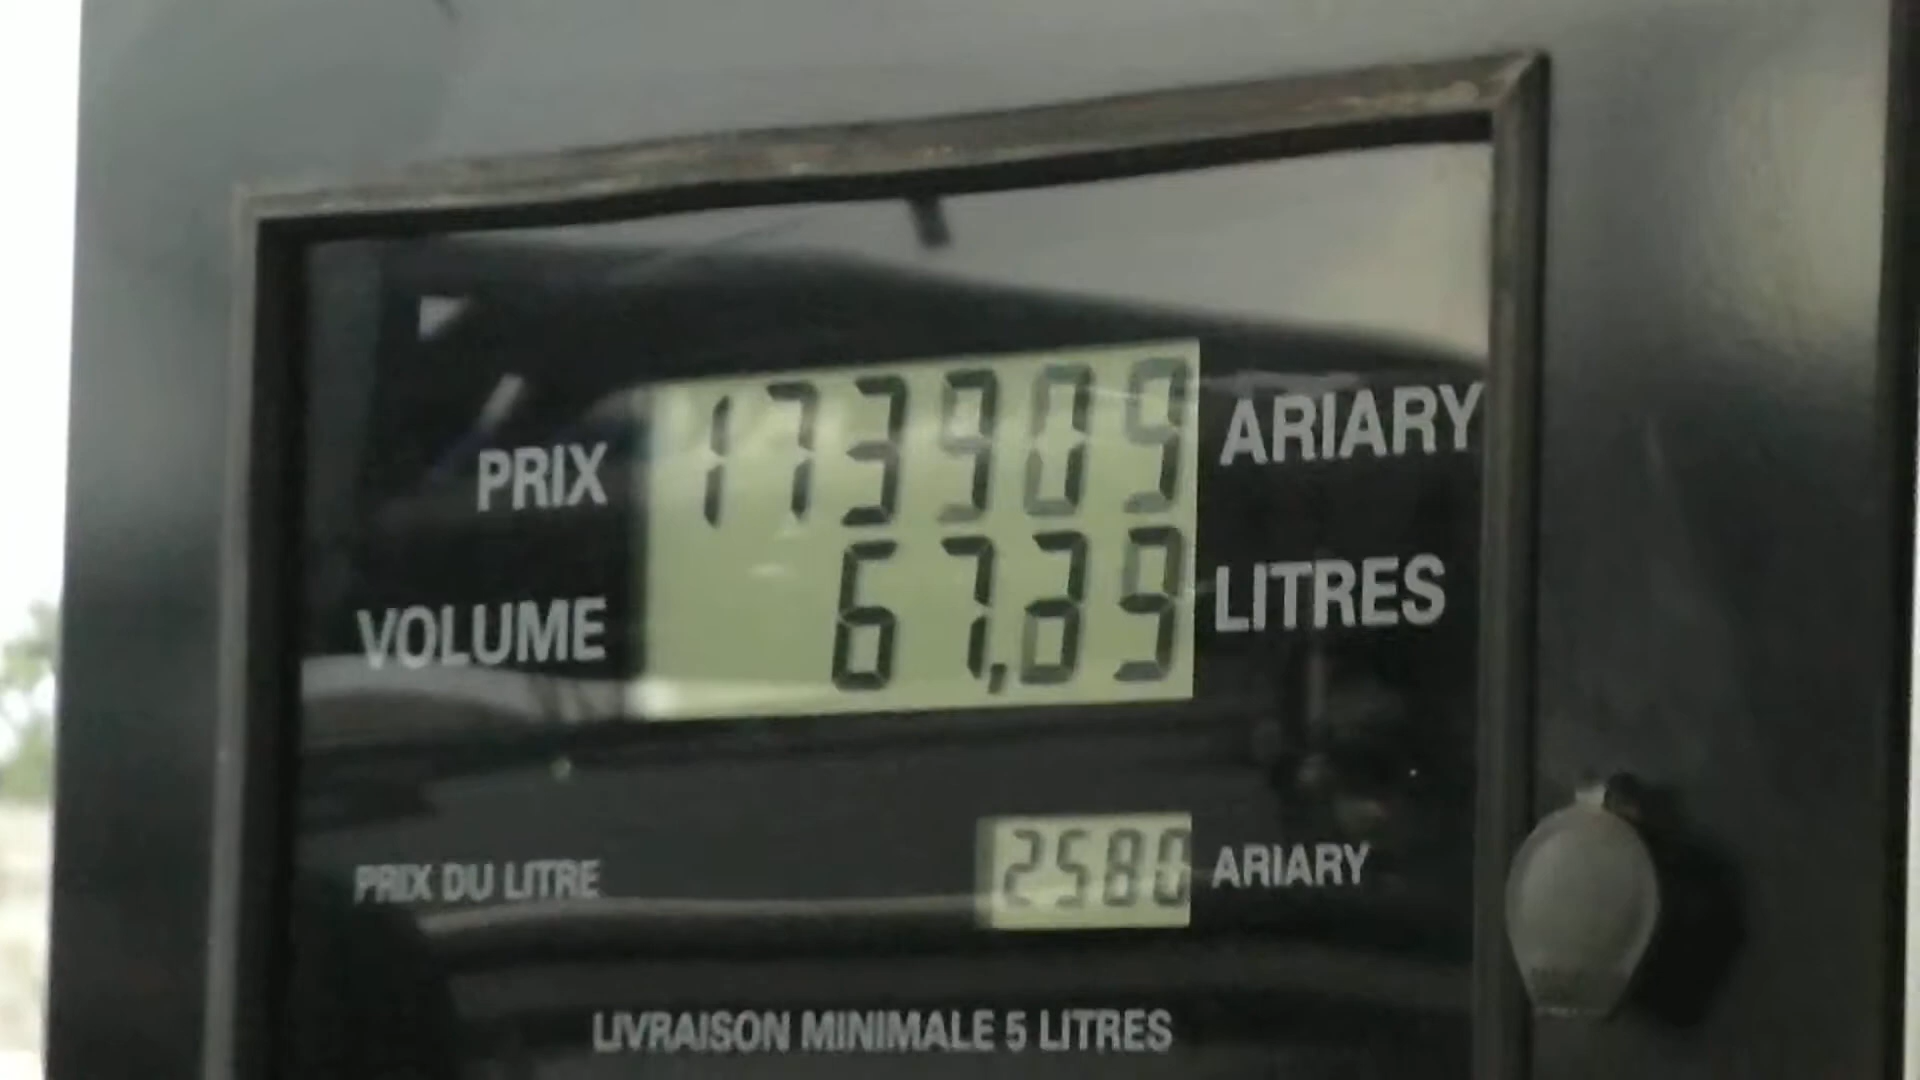 PRIX 173909 ARIARY
VOLUME 67,39 LITRES
PRIX DU LITRE 2580 ARIARY
LIVRAISON MINIMALE 5 LITRES